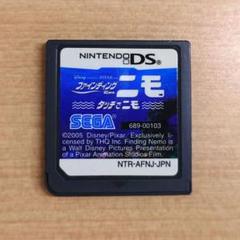 NINTENDO DS
DISNEY · PIXAR
ファインディング
ニモ
タッチでニモ
SEGA
689-00103
©2005 Disney/Pixar. Exclusively li-
censed by THQ Inc. Finding Nemo is
a Walt Disney Pictures Presentation
of a Pixar Animation Studios Film.
NTR-AFNJ-JPN